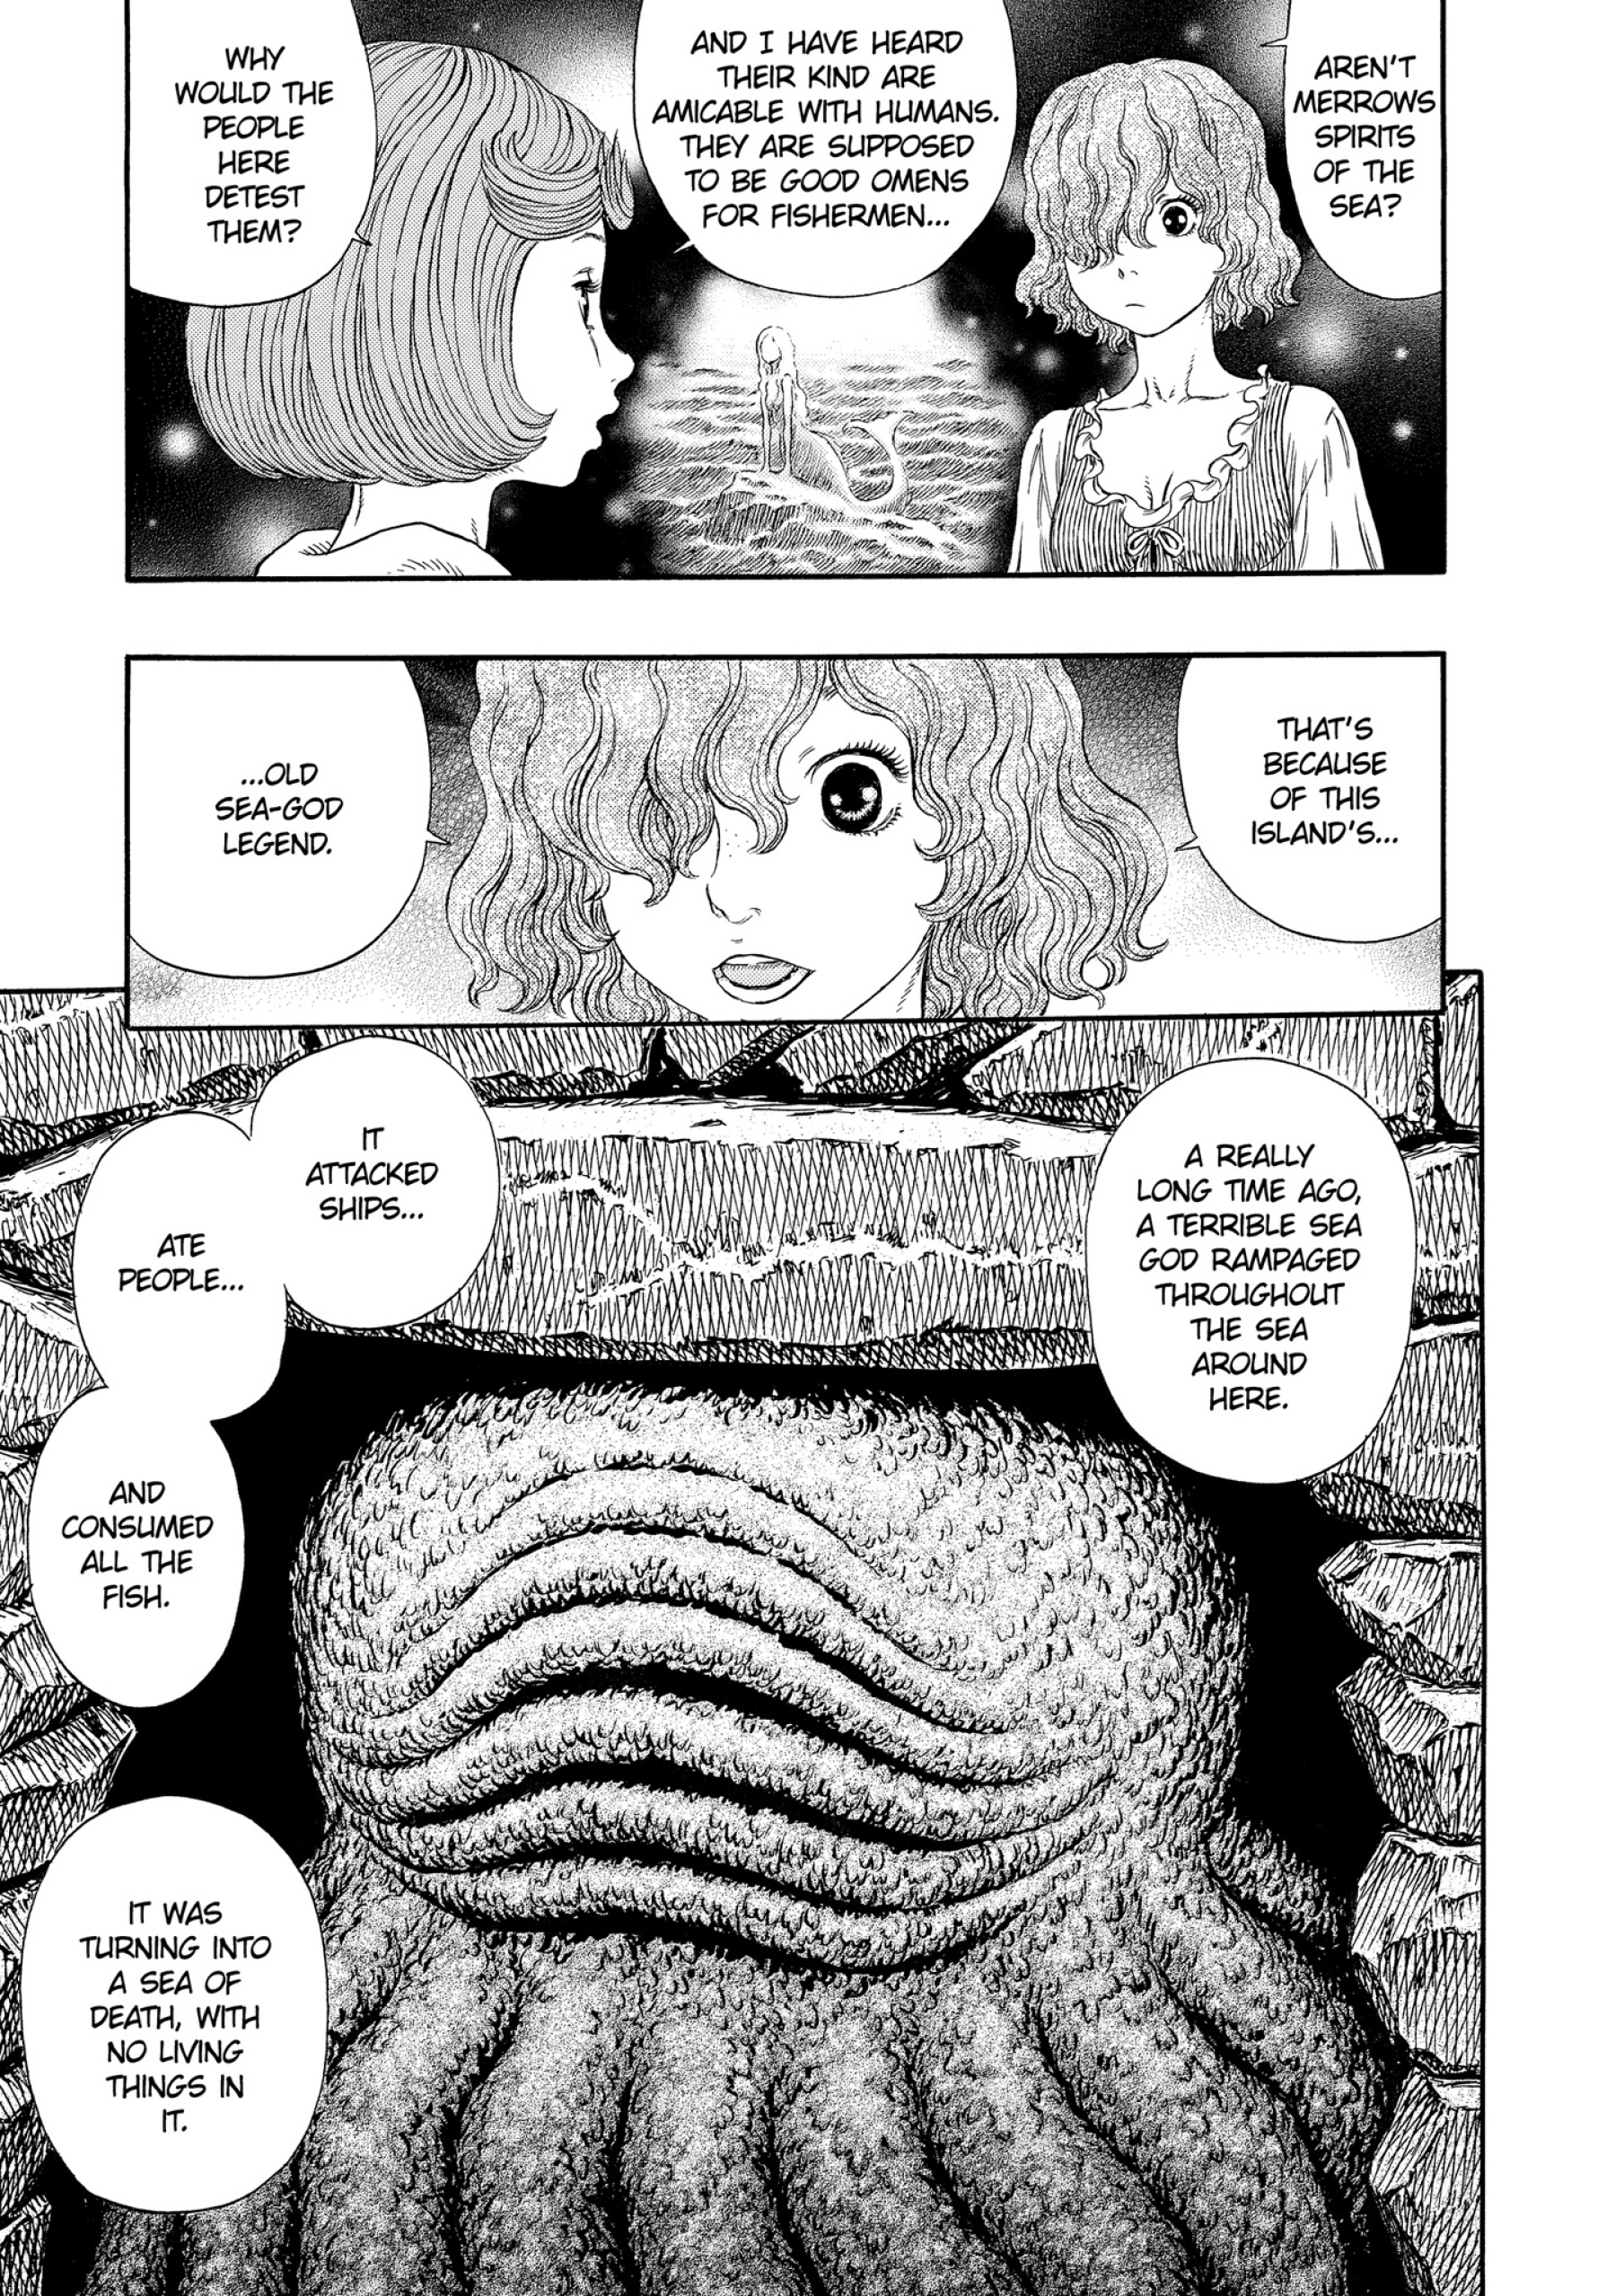 AREN'T
MERROWS
SPIRITS
OF THE
SEA?
AND I HAVE HEARD
THEIR KIND ARE
AMICABLE WITH HUMANS.
THEY ARE SUPPOSED
TO BE GOOD OMENS
FOR FISHERMEN...
WHY
WOULD THE
PEOPLE
HERE
DETEST
THEM?
THAT'S
BECAUSE
OF THIS
ISLAND'S...
...OLD
SEA-GOD
LEGEND.
A REALLY
LONG TIME AGO,
A TERRIBLE SEA
GOD RAMPAGED
THROUGHOUT
THE SEA
AROUND
HERE.
IT
ATTACKED
SHIPS...
ATE
PEOPLE...
AND
CONSUMED
ALL THE
FISH.
IT WAS
TURNING INTO
A SEA OF
DEATH, WITH
NO LIVING
THINGS IN
IT.